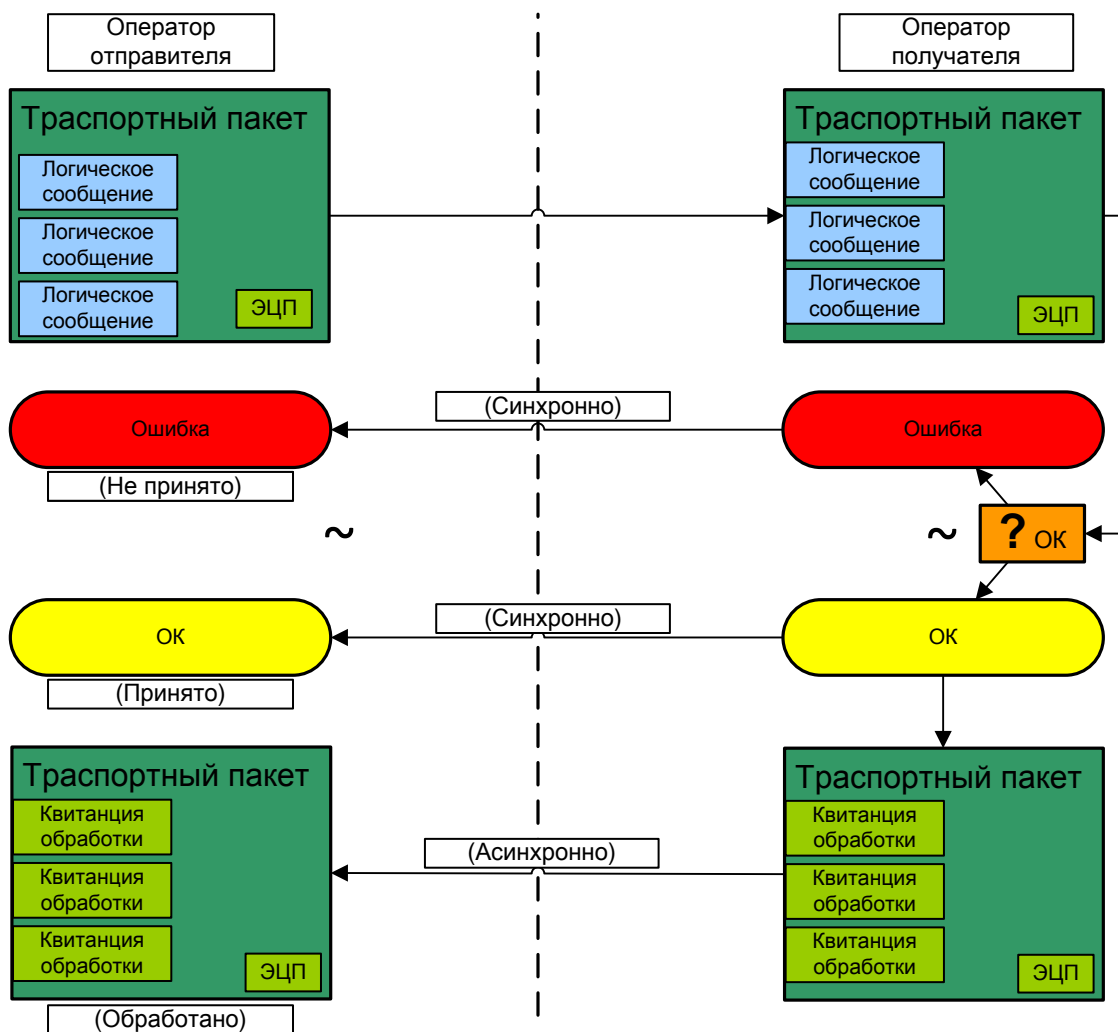 Оператор
отправителя
Оператор
получателя
Траспортный пакет
Логическое
сообщение
Логическое
сообщение
Логическое
сообщение
ЭЦП
Траспортный пакет
Логическое
сообщение
Логическое
сообщение
Логическое
сообщение
ЭЦП
(Синхронно)
Ошибка
Ошибка
(Не принято)
~
~
? ОК
(Синхронно)
ОК
ОК
(Принято)
Траспортный пакет
Квитанция
обработки
Квитанция
обработки
Квитанция
обработки
ЭЦП
(Асинхронно)
Траспортный пакет
Квитанция
обработки
Квитанция
обработки
Квитанция
обработки
ЭЦП
(Обработано)